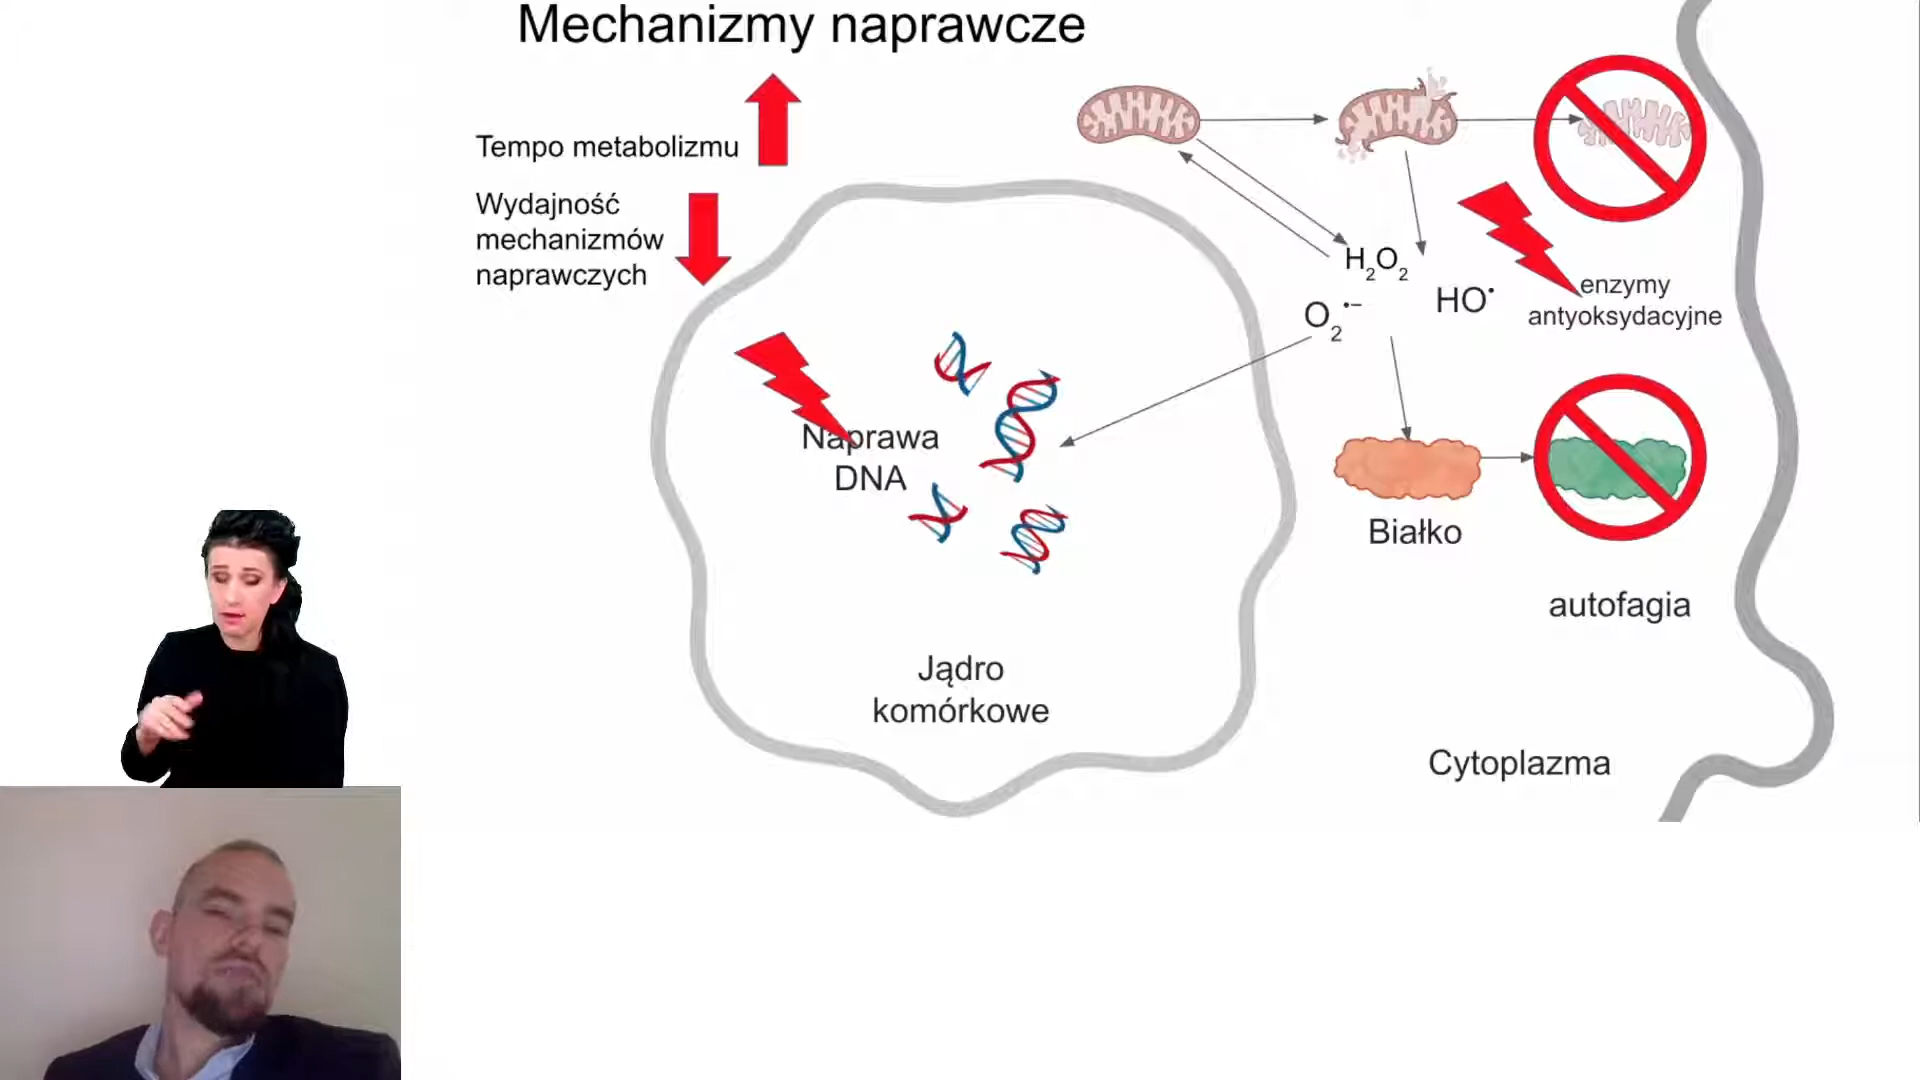 Mechanizmy naprawcze
Tempo metabolizmu
Wydajność
mechanizmów
naprawczych
H₂O₂
HO•
O₂•−
enzymy
antyoksydacyjne
Naprawa
DNA
Białko
autofagia
Jądro
komórkowe
Cytoplazma